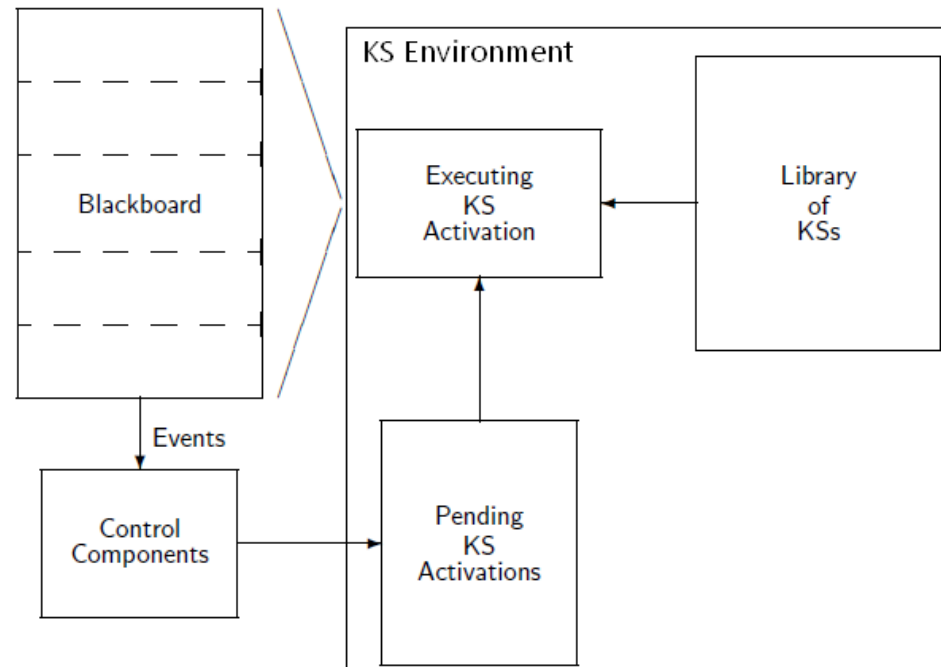 KS Environment
Blackboard
Executing
KS
Activation
Library
of
KSs
Events
Control
Components
Pending
KS
Activations